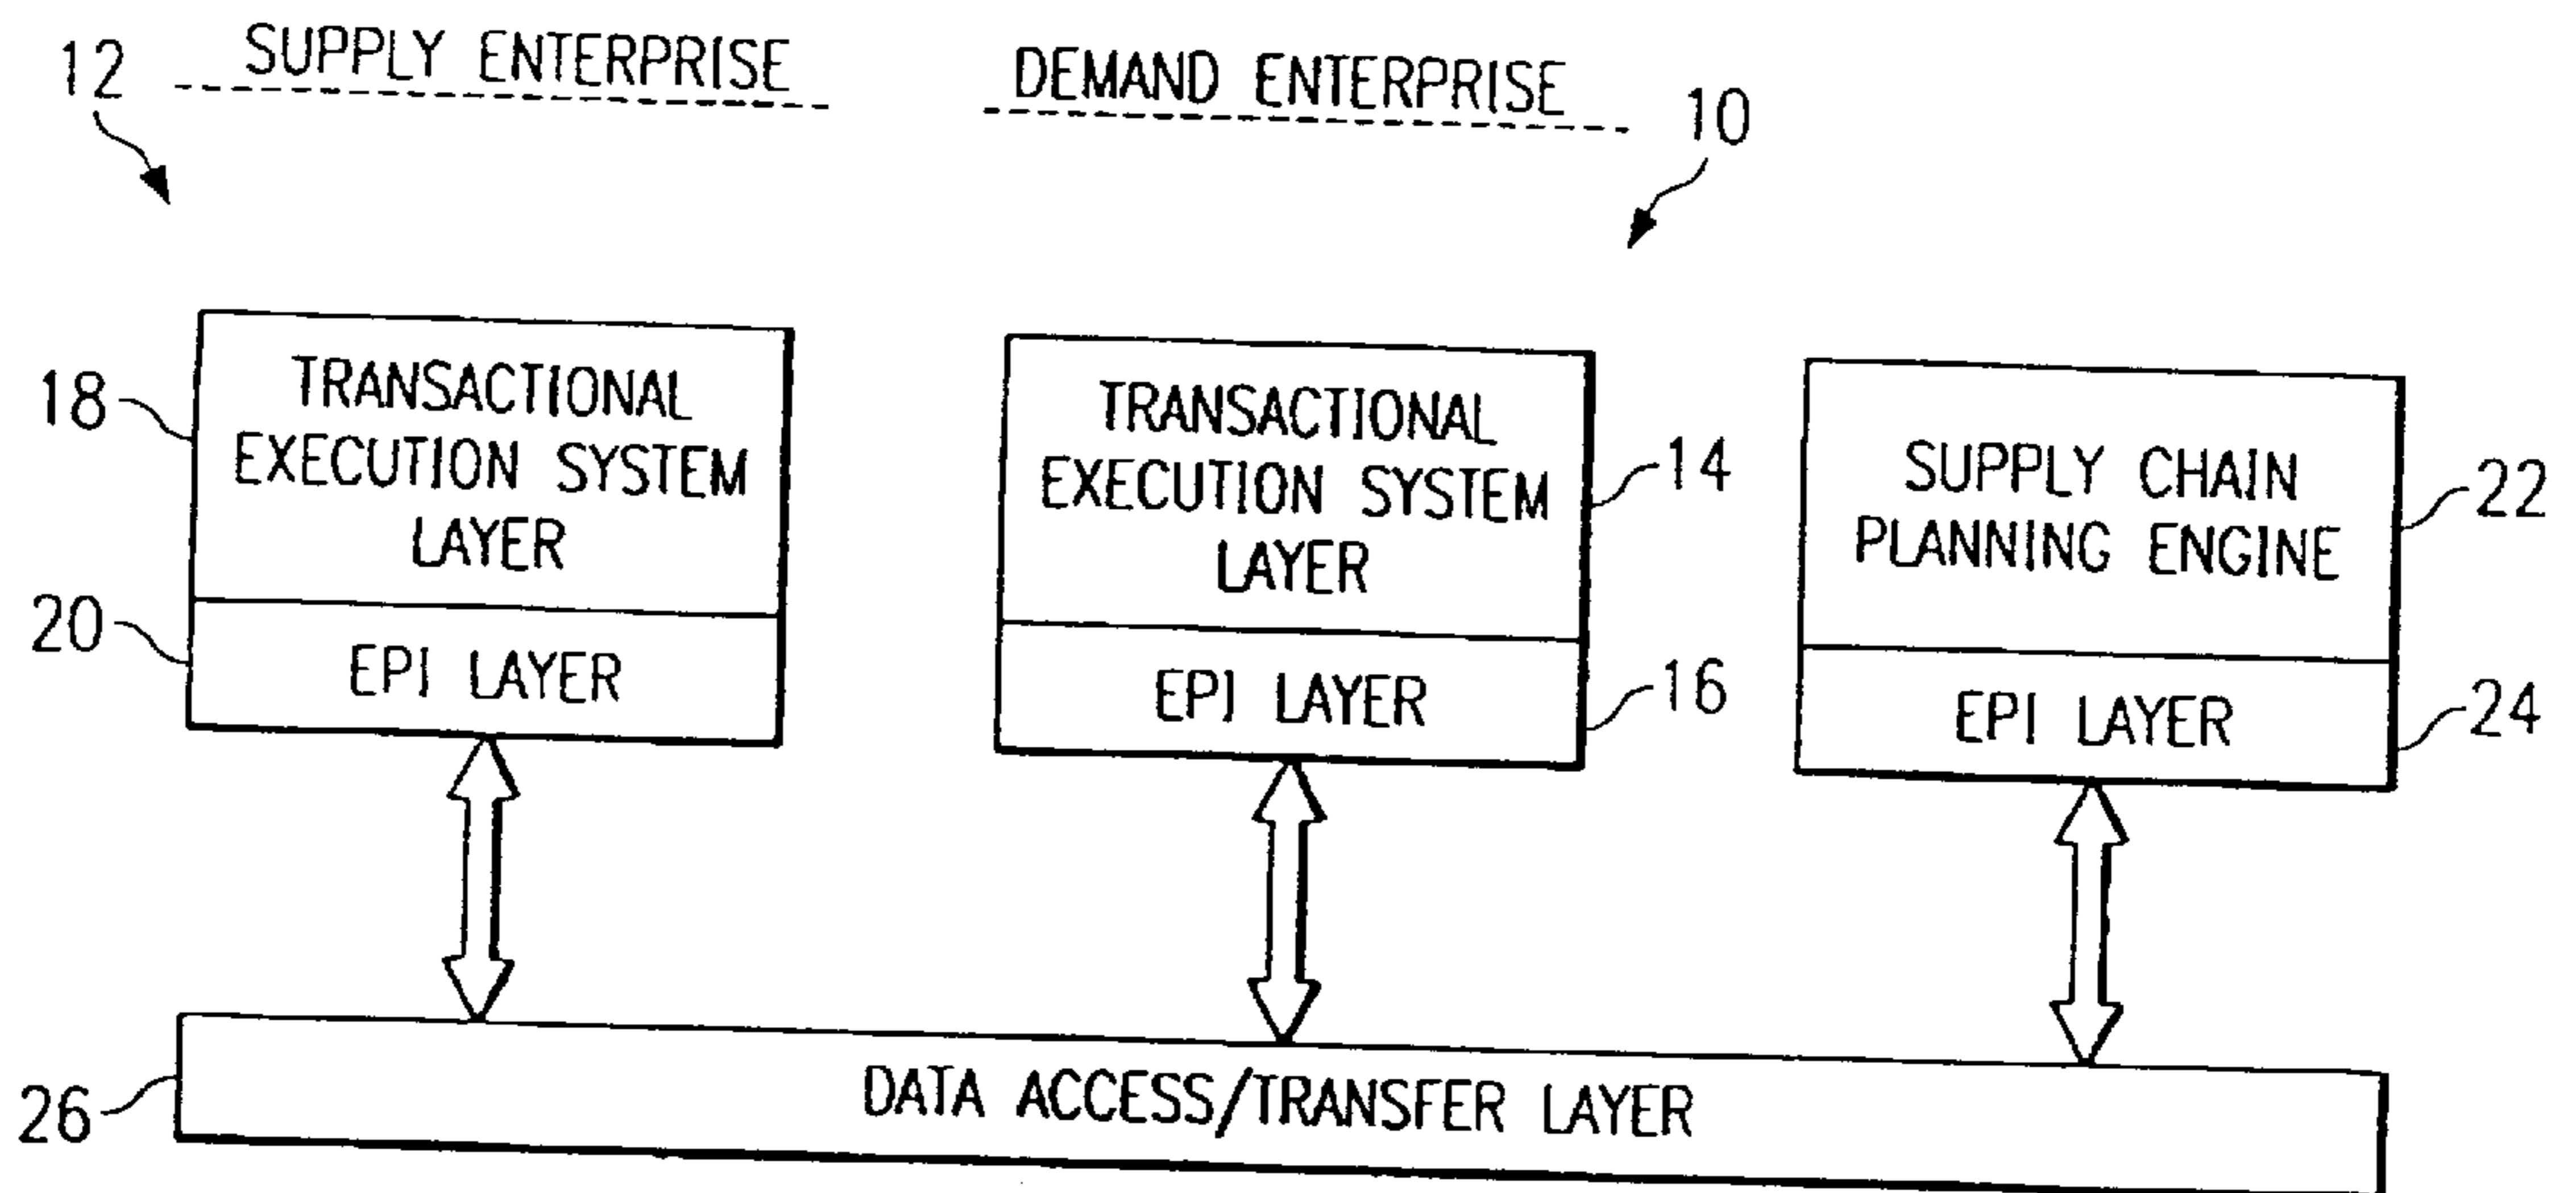 12
SUPPLY ENTERPRISE
DEMAND ENTERPRISE
10
18
TRANSACTIONAL
EXECUTION SYSTEM
LAYER
20
EPI LAYER
TRANSACTIONAL
EXECUTION SYSTEM
LAYER
14
EPI LAYER
16
SUPPLY CHAIN
PLANNING ENGINE
22
EPI LAYER
24
26
DATA ACCESS/TRANSFER LAYER